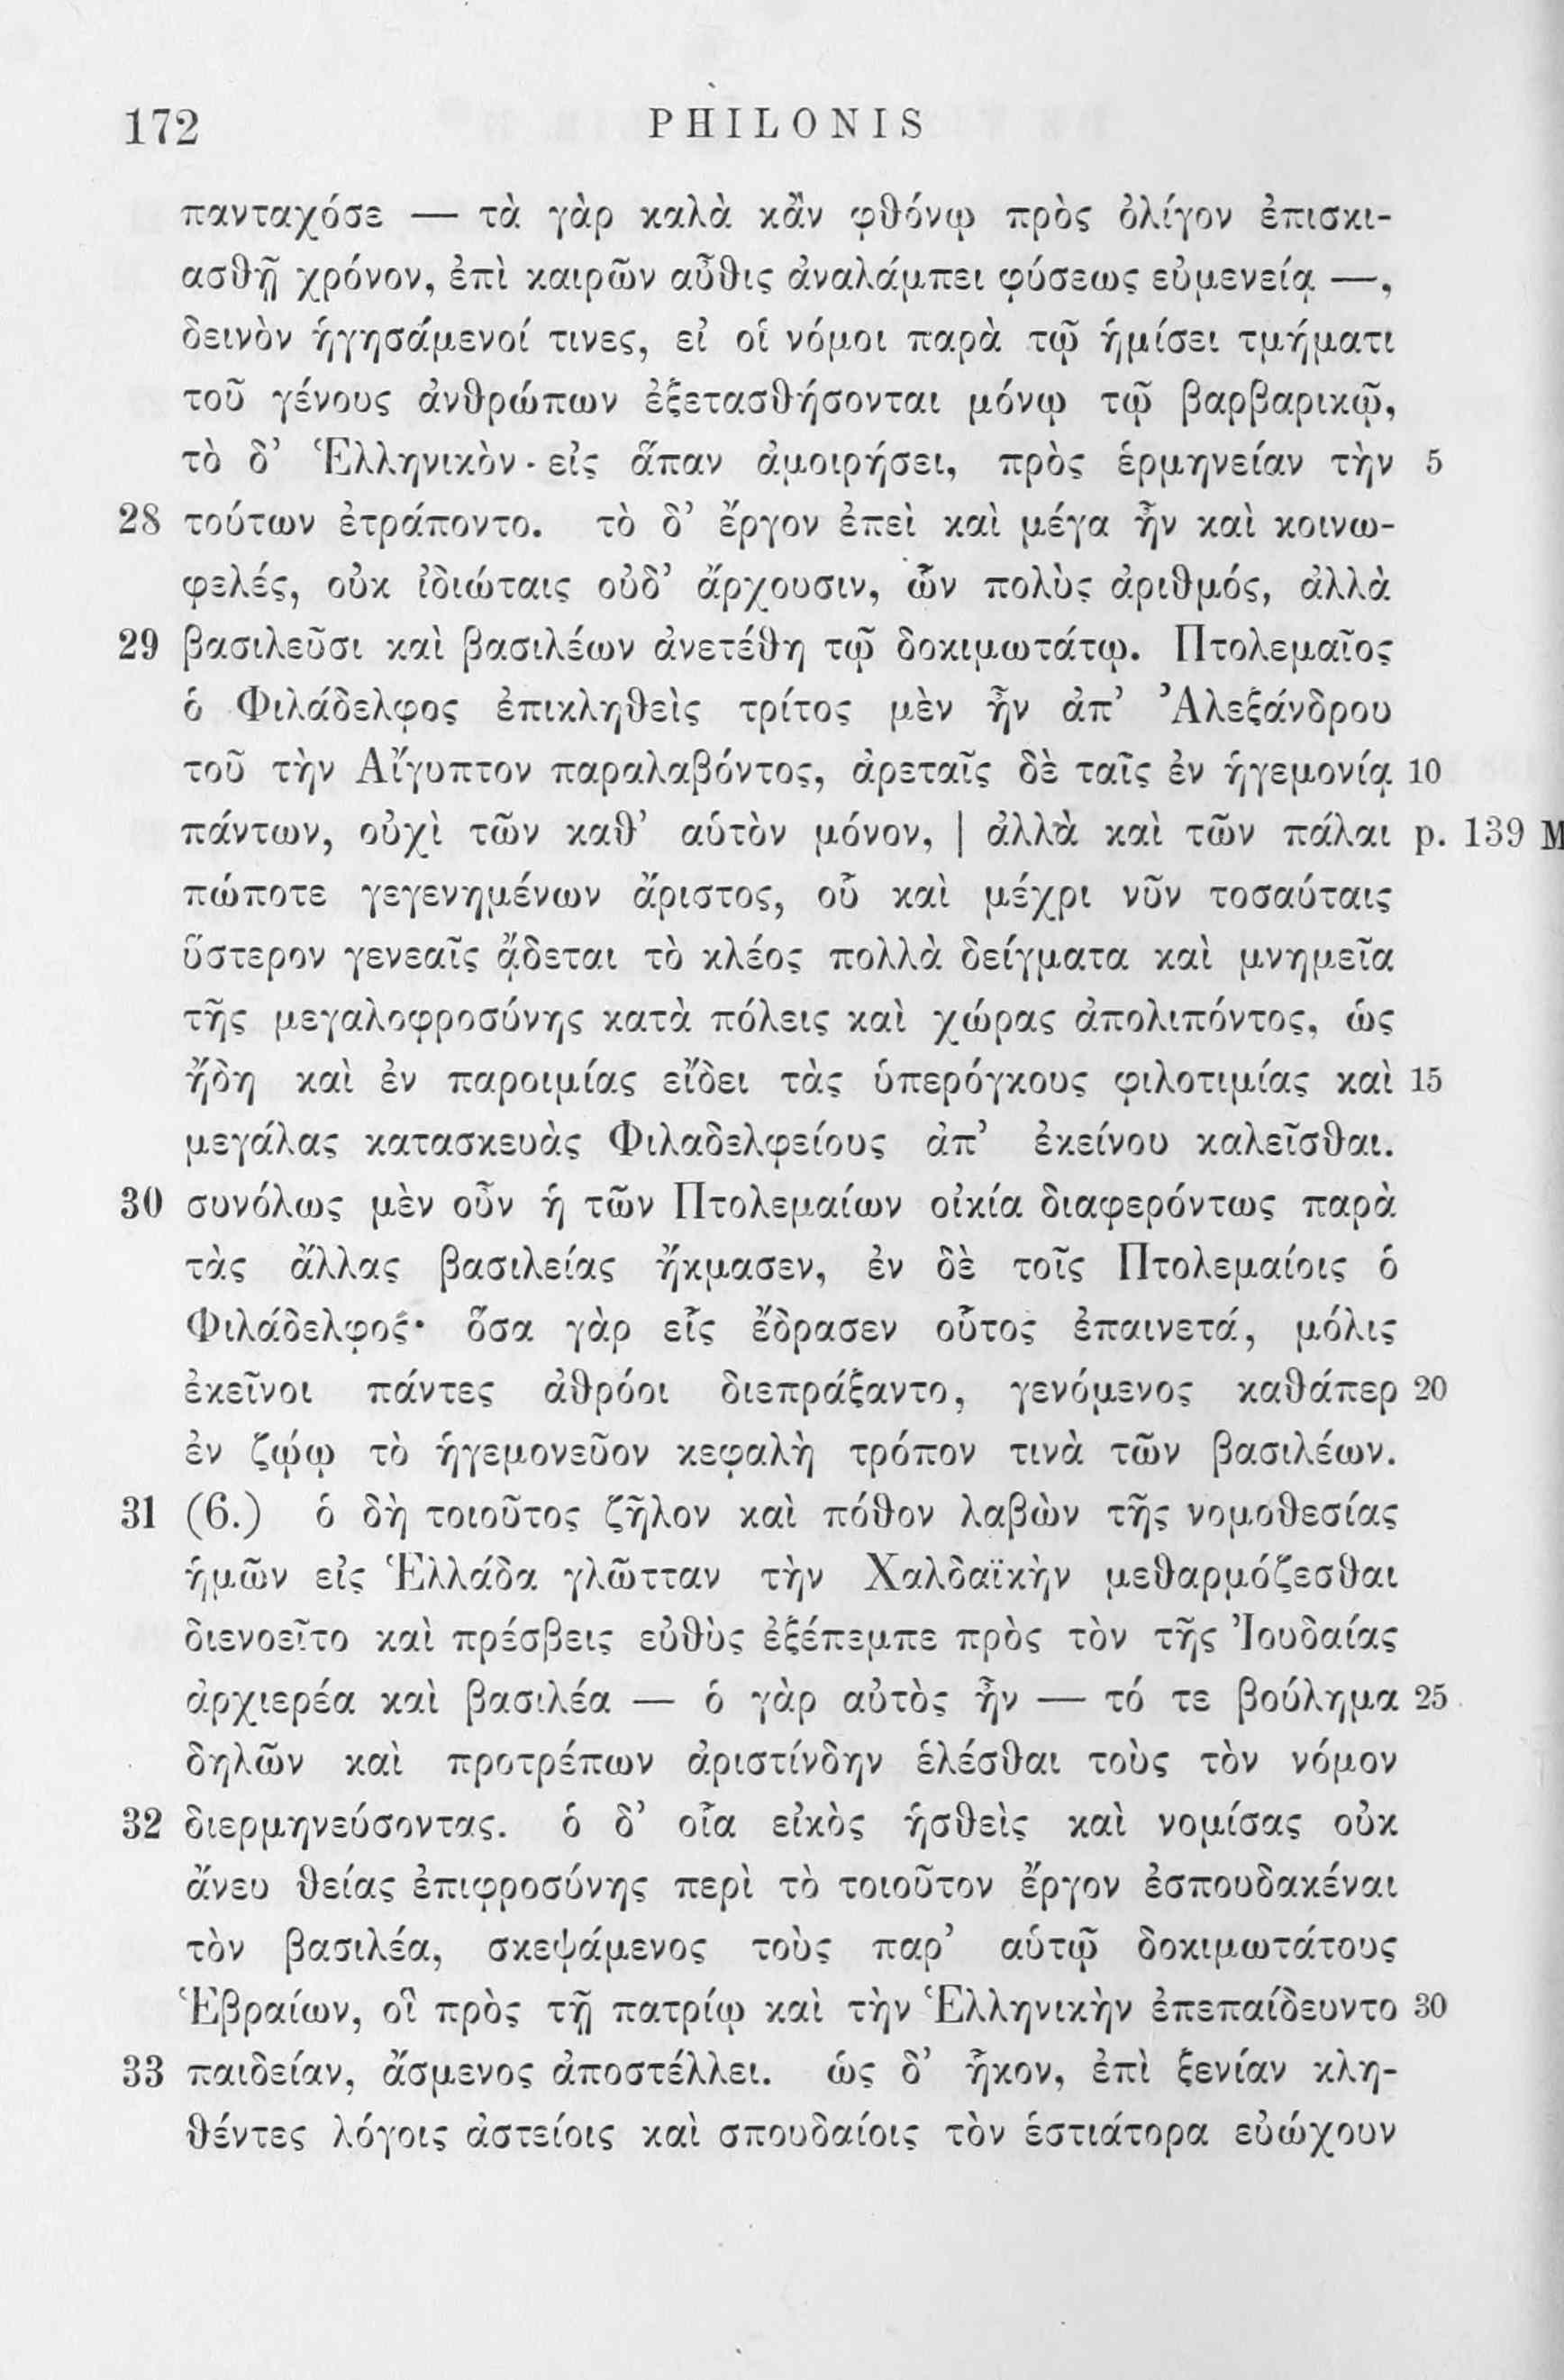 172 PHILONIS
πανταχόσε — τὰ γὰρ καλὰ κἂν φθόνῳ πρὸς ὀλίγον ἐπισκι-
ασθῇ χρόνον, ἐπὶ καιρῶν αὖθις ἀναλάμπει φύσεως εὐμενείᾳ —,
δεινὸν ἡγησάμενοί τινες, εἰ οἱ νόμοι παρὰ τῷ ἡμίσει τμήματι
τοῦ γένους ἀνθρώπων ἐξετασθήσονται μόνῳ τῷ βαρβαρικῷ,
τὸ δ’ Ἑλληνικὸν εἰς ἅπαν ἀμοιρήσει, πρὸς ἑρμηνείαν τὴν 5
28 τούτων ἐτράποντο. τὸ δ’ ἔργον ἐπεὶ καὶ μέγα ἦν καὶ κοινω-
φελές, οὐκ ἰδιώταις οὐδ’ ἄρχουσιν, ὧν πολὺς ἀριθμός, ἀλλὰ
29 βασιλεῦσι καὶ βασιλέων ἀνετέθη τῷ δοκιμωτάτῳ. Πτολεμαῖος
ὁ Φιλάδελφος ἐπικληθεὶς τρίτος μὲν ἦν ἀπ’ Ἀλεξάνδρου
τοῦ τὴν Αἴγυπτον παραλαβόντος, ἀρεταῖς δὲ ταῖς ἐν ἡγεμονίᾳ 10
πάντων, οὐχὶ τῶν καθ’ αὑτὸν μόνον, | ἀλλὰ καὶ τῶν πάλαι p. 139 M
πώποτε γεγενημένων ἄριστος, οὗ καὶ μέχρι νῦν τοσαύταις
ὕστερον γενεαῖς ᾄδεται τὸ κλέος πολλὰ δείγματα καὶ μνημεῖα
τῆς μεγαλοφροσύνης κατὰ πόλεις καὶ χώρας ἀπολιπόντος, ὡς
ἤδη καὶ ἐν παροιμίας εἴδει τὰς ὑπερόγκους φιλοτιμίας καὶ 15
μεγάλας κατασκευὰς Φιλαδελφείους ἀπ’ ἐκείνου καλεῖσθαι.
30 συνόλως μὲν οὖν ἡ τῶν Πτολεμαίων οἰκία διαφερόντως παρὰ
τὰς ἄλλας βασιλείας ἤκμασεν, ἐν δὲ τοῖς Πτολεμαίοις ὁ
Φιλάδελφος· ὅσα γὰρ εἷς ἔδρασεν οὗτος ἐπαινετά, μόλις
ἐκεῖνοι πάντες ἀθρόοι διεπράξαντο, γενόμενος καθάπερ 20
ἐν ζῴῳ τὸ ἡγεμονεῦον κεφαλὴ τρόπον τινὰ τῶν βασιλέων.
31 (6.) ὁ δὴ τοιοῦτος ζῆλον καὶ πόθον λαβὼν τῆς νομοθεσίας
ἡμῶν εἰς Ἑλλάδα γλῶτταν τὴν Χαλδαϊκὴν μεθαρμόζεσθαι
διενοεῖτο καὶ πρέσβεις εὐθὺς ἐξέπεμπε πρὸς τὸν τῆς Ἰουδαίας
ἀρχιερέα καὶ βασιλέα — ὁ γὰρ αὐτὸς ἦν — τό τε βούλημα 25
δηλῶν καὶ προτρέπων ἀριστίνδην ἑλέσθαι τοὺς τὸν νόμον
32 διερμηνεύσοντας. ὁ δ’ οἷα εἰκὸς ἡσθεὶς καὶ νομίσας οὐκ
ἄνευ θείας ἐπιφροσύνης περὶ τὸ τοιοῦτον ἔργον ἐσπουδακέναι
τὸν βασιλέα, σκεψάμενος τοὺς παρ’ αὑτῷ δοκιμωτάτους
Ἑβραίων, οἳ πρὸς τῇ πατρίῳ καὶ τὴν Ἑλληνικὴν ἐπεπαίδευντο 30
33 παιδείαν, ἄσμενος ἀποστέλλει. ὡς δ’ ἧκον, ἐπὶ ξενίαν κλη-
θέντες λόγοις ἀστείοις καὶ σπουδαίοις τὸν ἑστιάτορα εὐώχουν